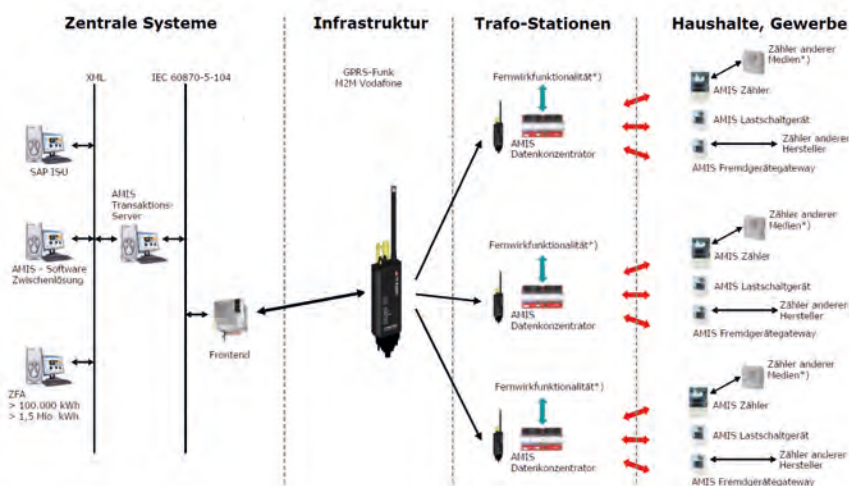 Zentrale Systeme
XML
IEC 60870-5-104
SAP ISU
AMIS
Transaktions-
Server
AMIS - Software
Zwischenlösung
Frontend
ZFA
> 100.000 kWh
> 1,5 Mio kWh
Infrastruktur
GPRS-Funk
M2M Vodafone
Trafo-Stationen
Fernwirkfunktionalität*)
AMIS
Datenkonzentrator
Fernwirkfunktionalität*)
AMIS
Datenkonzentrator
Fernwirkfunktionalität*)
AMIS
Datenkonzentrator
Haushalte, Gewerbe
Zähler anderer
Medien*)
AMIS Zähler
AMIS Lastschaltgerät
Zähler anderer
Hersteller
AMIS Fremdgerätegateway
Zähler anderer
Medien*)
AMIS Zähler
AMIS Lastschaltgerät
Zähler anderer
Hersteller
AMIS Fremdgerätegateway
Zähler anderer
Medien*)
AMIS Zähler
AMIS Lastschaltgerät
Zähler anderer
Hersteller
AMIS Fremdgerätegateway